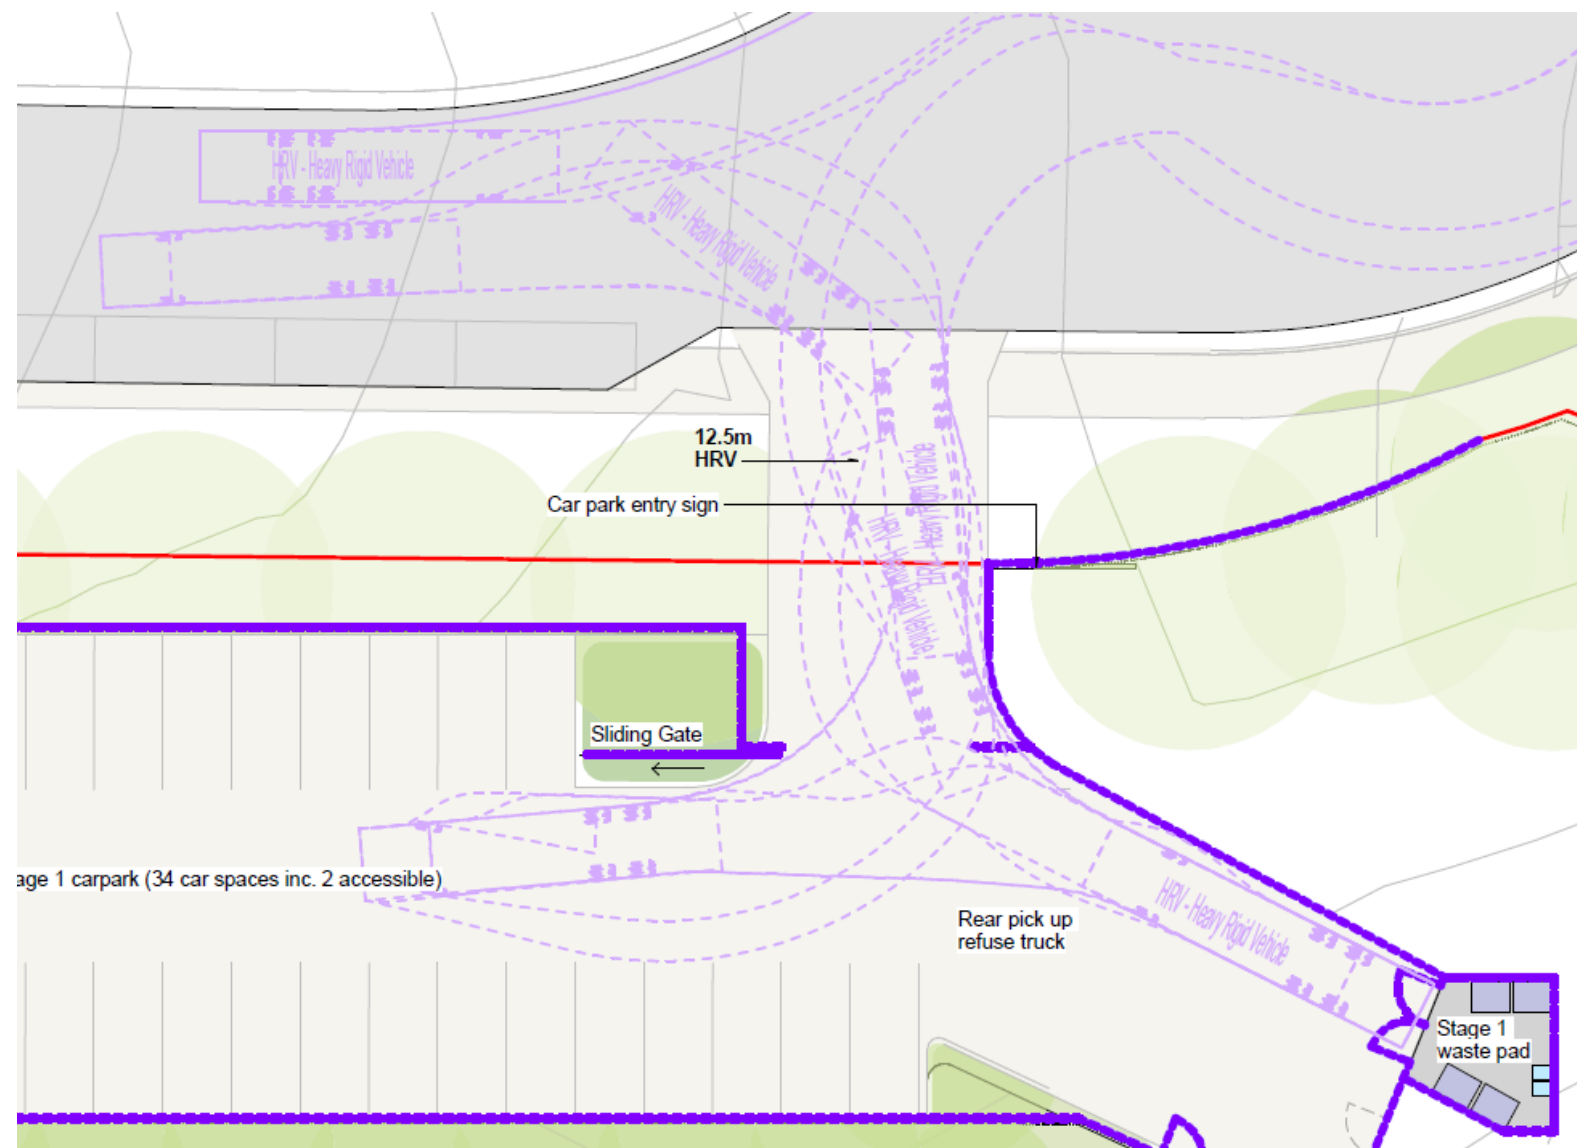 HRV - Heavy Rigid Vehicle
HRV - Heavy Rigid Vehicle
12.5m
HRV
Car park entry sign
HRV - Heavy Rigid Vehicle
HRV - Heavy Rigid Vehicle
Sliding Gate
age 1 carpark (34 car spaces inc. 2 accessible)
HRV - Heavy Rigid Vehicle
Rear pick up
refuse truck
Stage 1
waste pad